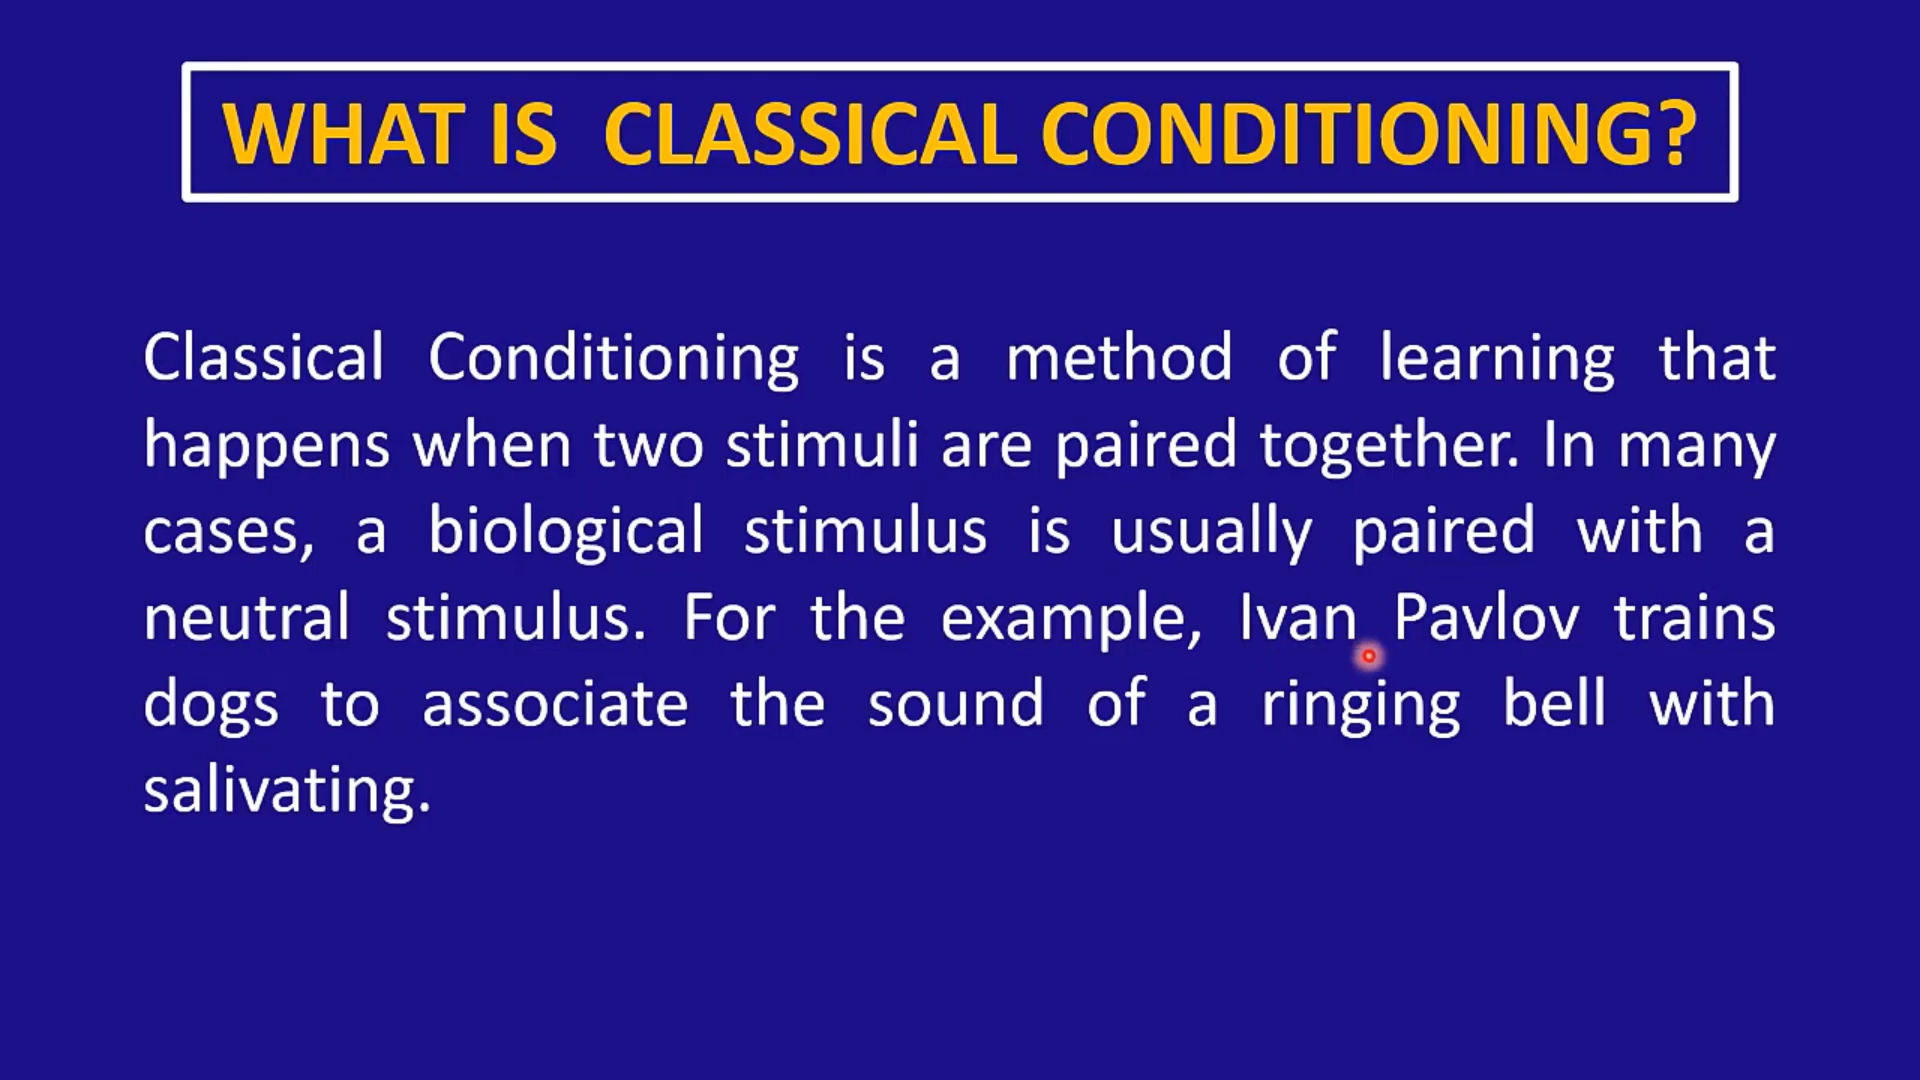 WHAT IS CLASSICAL CONDITIONING?
Classical Conditioning is a method of learning that
happens when two stimuli are paired together. In many
cases, a biological stimulus is usually paired with a
neutral stimulus. For the example, Ivan Pavlov trains
dogs to associate the sound of a ringing bell with
salivating.